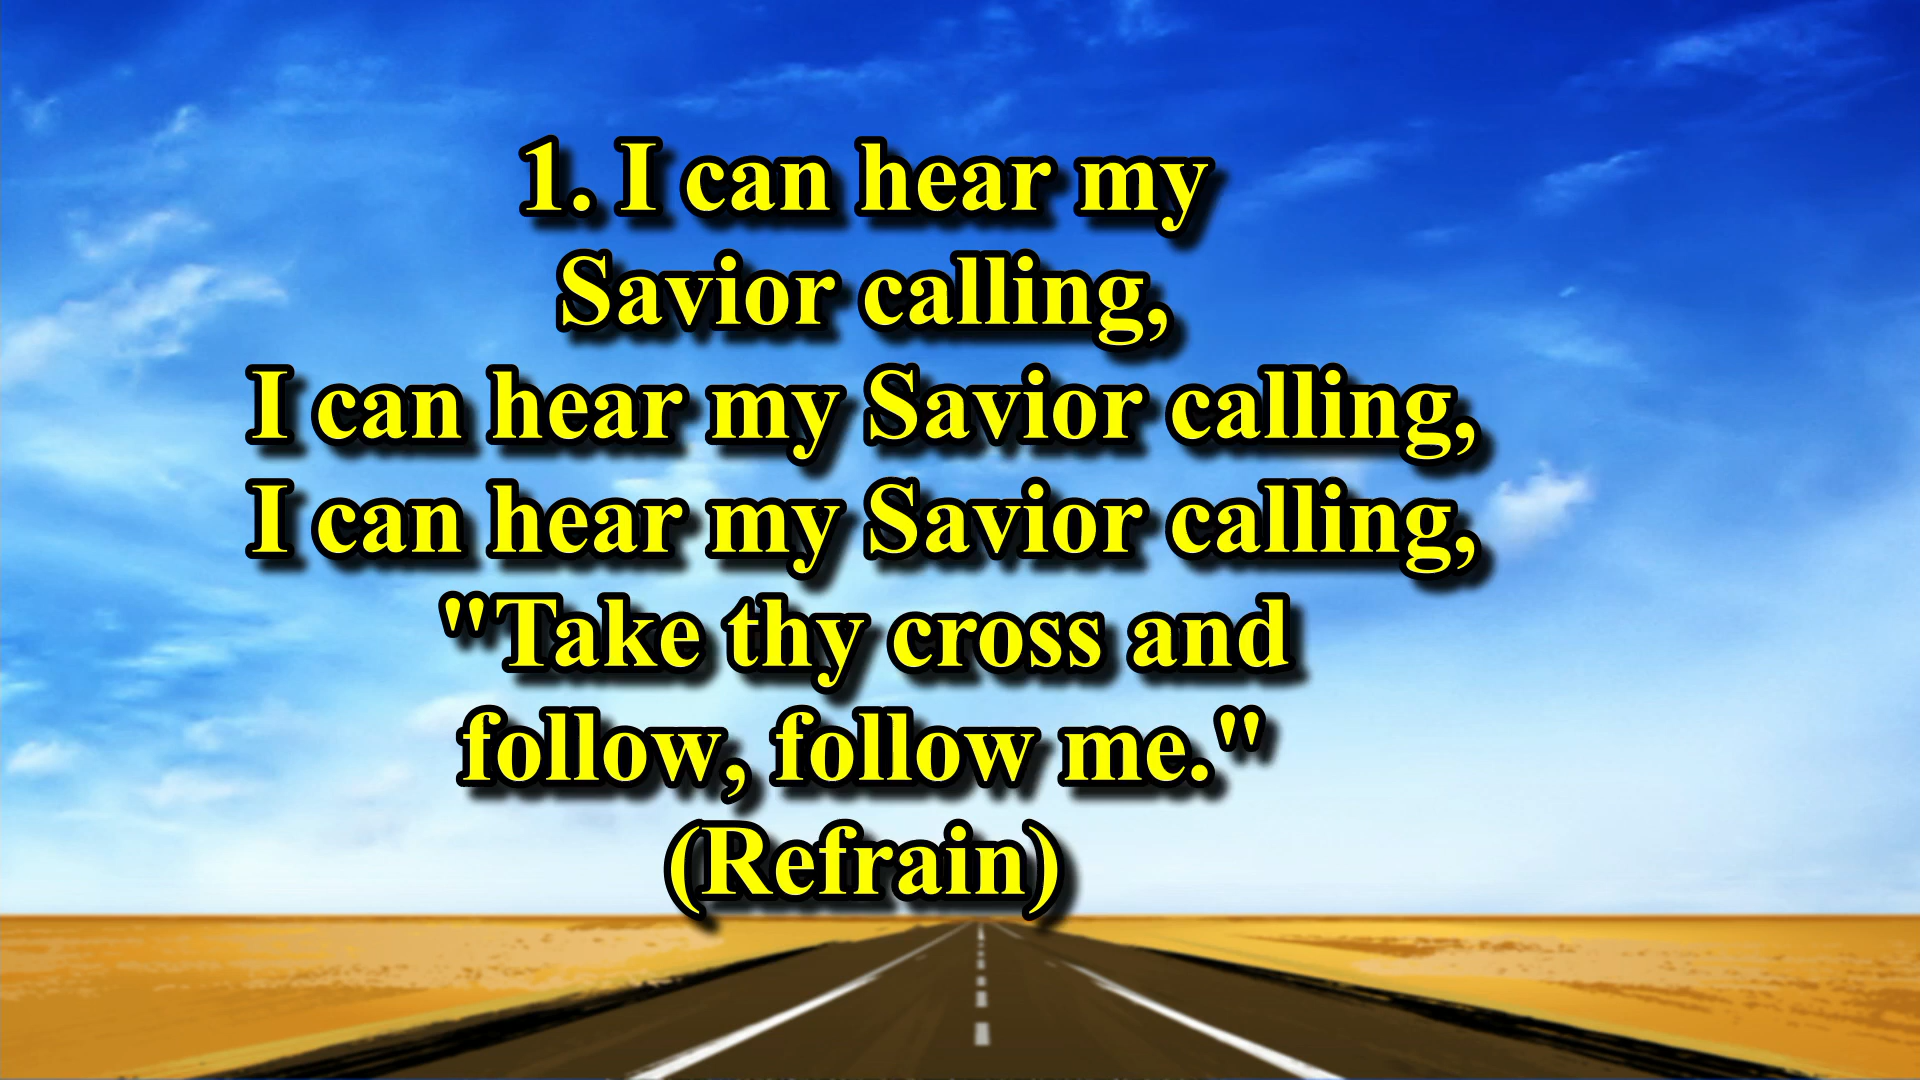 1. I can hear my
Savior calling,
I can hear my Savior calling,
I can hear my Savior calling,
"Take thy cross and
follow, follow me."
(Refrain)